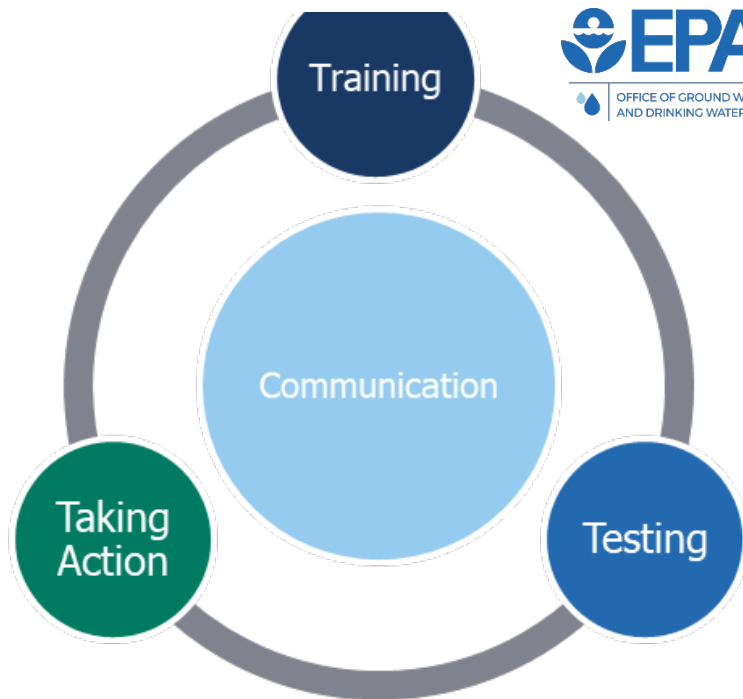 Training
EPA
OFFICE OF GROUND W
AND DRINKING WATER
Communication
Taking
Action
Testing